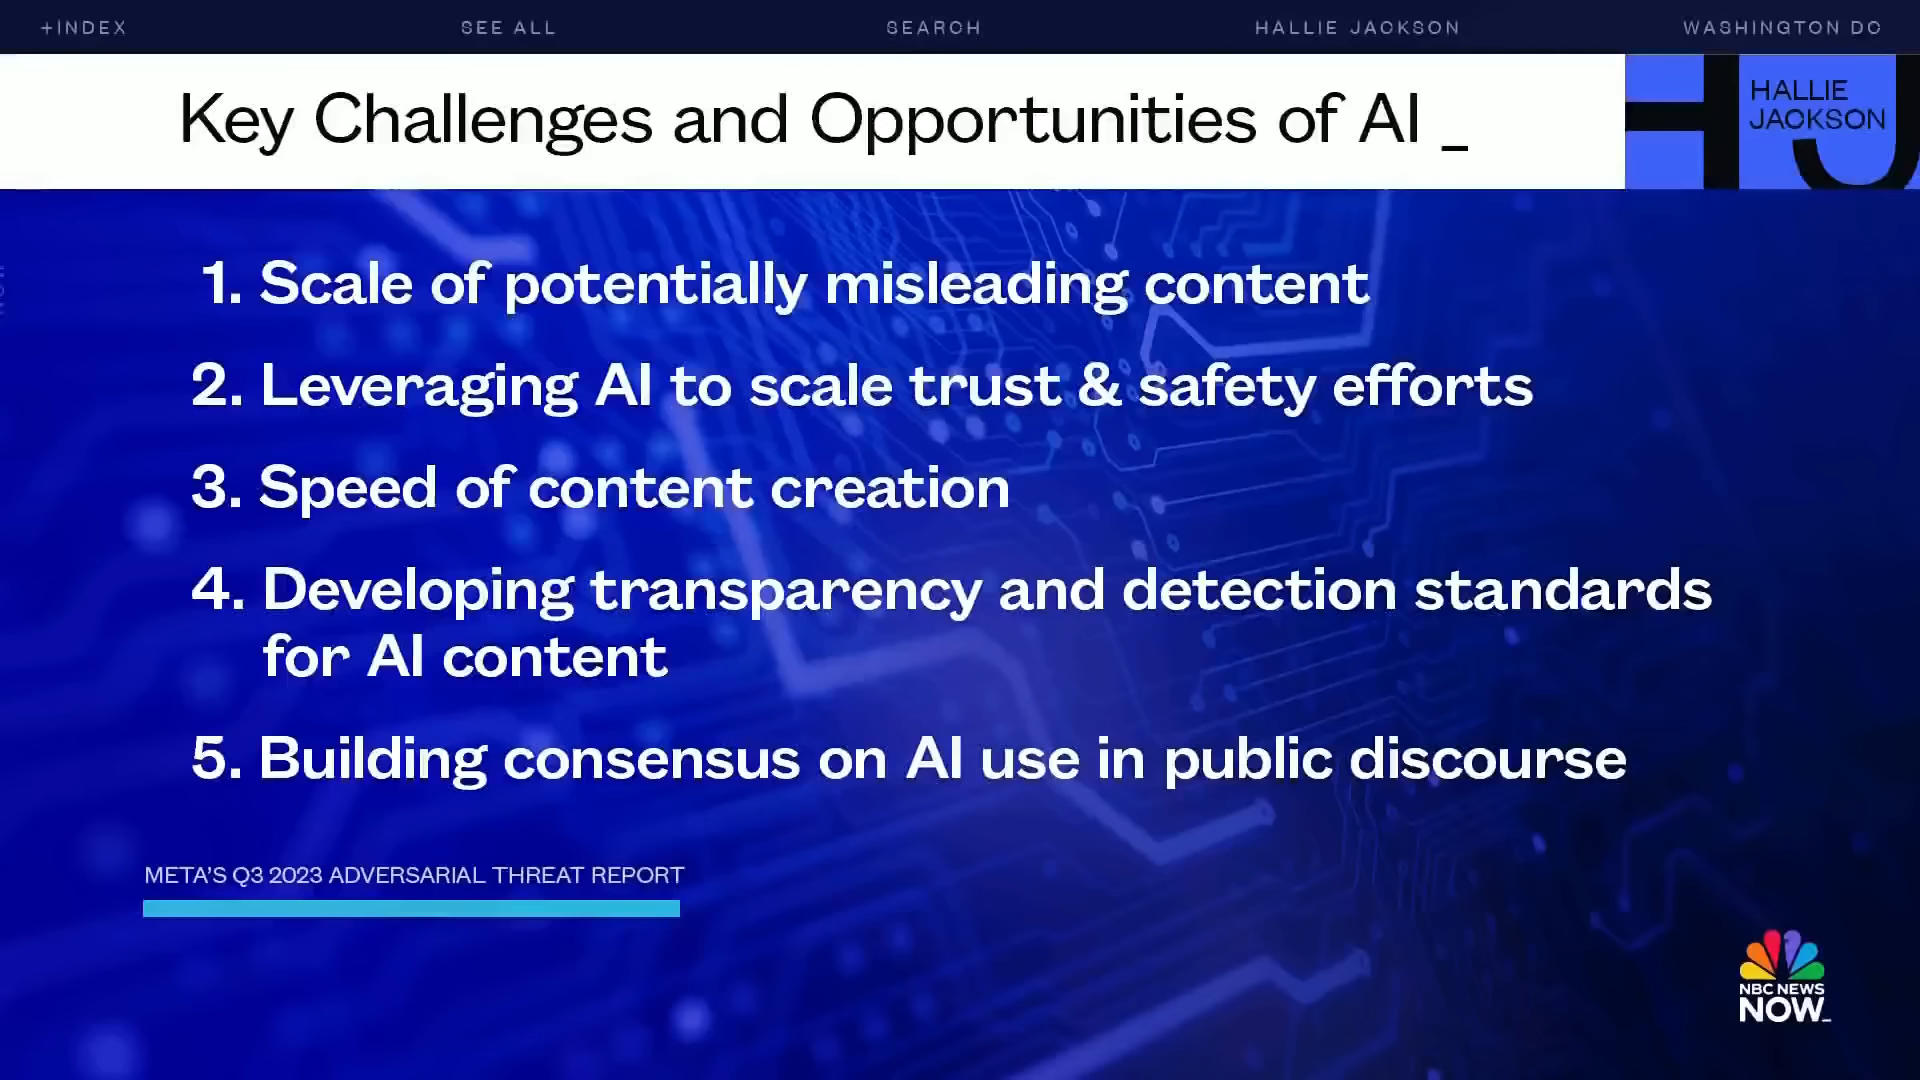 +INDEX
SEE ALL
SEARCH
HALLIE JACKSON
WASHINGTON DC
Key Challenges and Opportunities of AI _
HALLIE
JACKSON
1. Scale of potentially misleading content
2. Leveraging AI to scale trust & safety efforts
3. Speed of content creation
4. Developing transparency and detection standards
for AI content
5. Building consensus on AI use in public discourse
META'S Q3 2023 ADVERSARIAL THREAT REPORT
NBC NEWS
NOW_